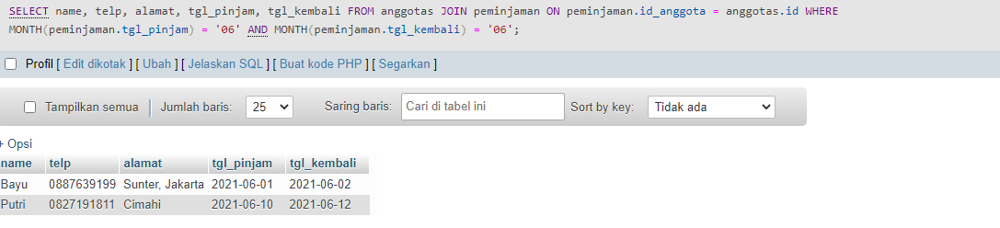 SELECT name, telp, alamat, tgl_pinjam, tgl_kembali FROM anggotas JOIN peminjaman ON peminjaman.id_anggota = anggotas.id WHERE
MONTH(peminjaman.tgl_pinjam) = '06' AND MONTH(peminjaman.tgl_kembali) = '06';
Profil [ Edit dikotak ] [ Ubah ] [ Jelaskan SQL ] [ Buat kode PHP ] [ Segarkan ]
Tampilkan semua | Jumlah baris: 25 Saring baris: Cari di tabel ini Sort by key: Tidak ada
+ Opsi
name telp alamat tgl_pinjam tgl_kembali
Bayu 0887639199 Sunter, Jakarta 2021-06-01 2021-06-02
Putri 0827191811 Cimahi 2021-06-10 2021-06-12